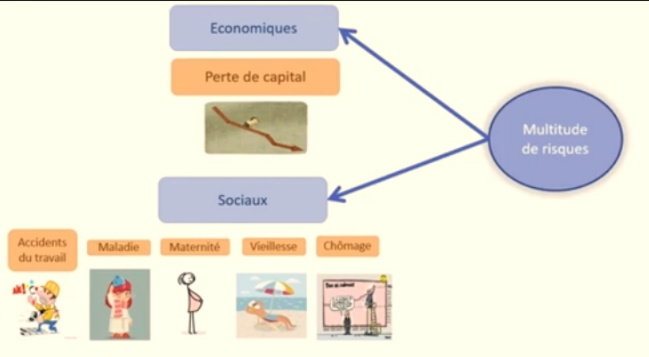 Economiques
Perte de capital
Multitude
de risques
Sociaux
Accidents
du travail
Maladie
Maternité
Vieillesse
Chômage